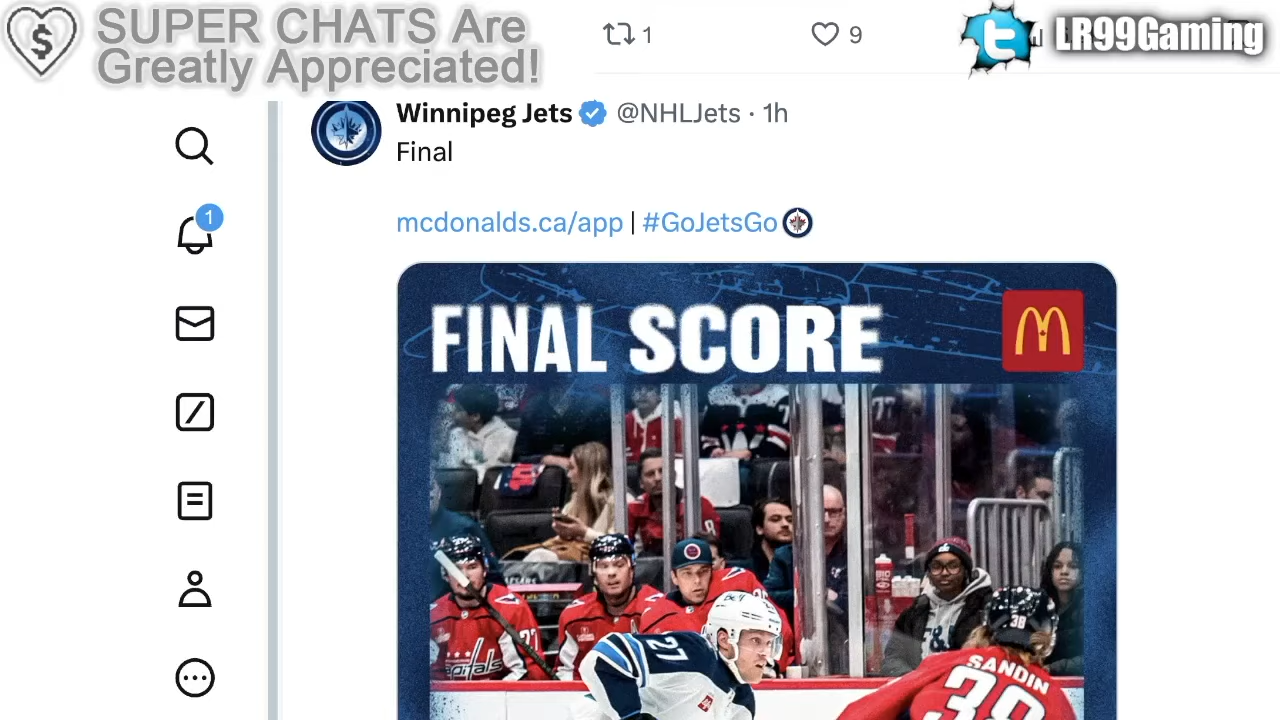 SUPER CHATS Are
Greatly Appreciated!
1
9
LR99Gaming
Winnipeg Jets @NHLJets · 1h
Final
1
mcdonalds.ca/app | #GoJetsGo
FINAL SCORE
27
38
SANDIN
38